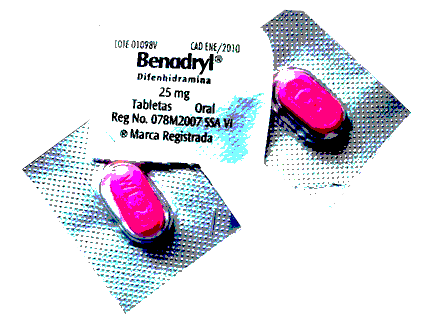 LOTE 01098V CAD ENE/2010
Benadryl®
Difenhidramina
25 mg
Tabletas Oral
Reg No. 078M2007 SSA VI
® Marca Registrada